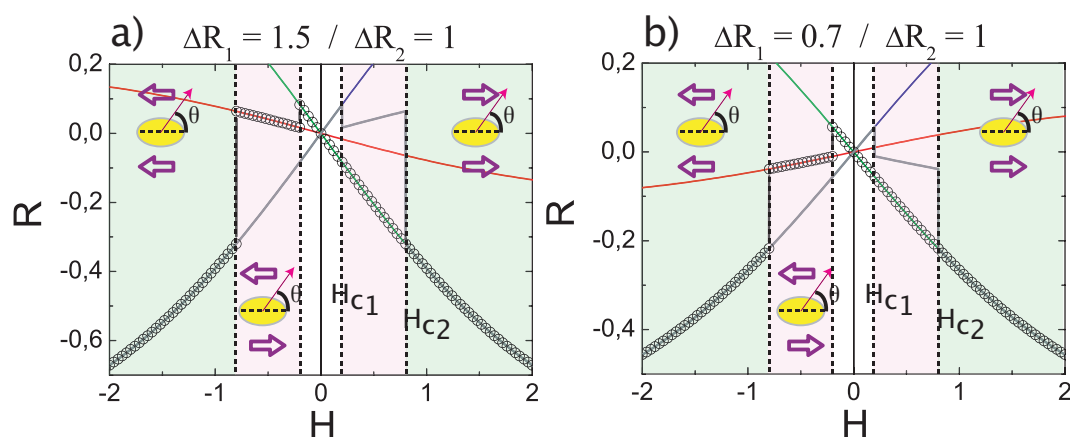 a) ΔR₁ = 1.5 / ΔR₂ = 1
0,2
0,0
-0,2
-0,4
-0,6
R
θ
θ
θ
Hc1
Hc2
-2 -1 0 1 2
H
b) ΔR₁ = 0.7 / ΔR₂ = 1
0,2
0,0
-0,2
-0,4
R
θ
θ
θ
Hc1
Hc2
-2 -1 0 1 2
H